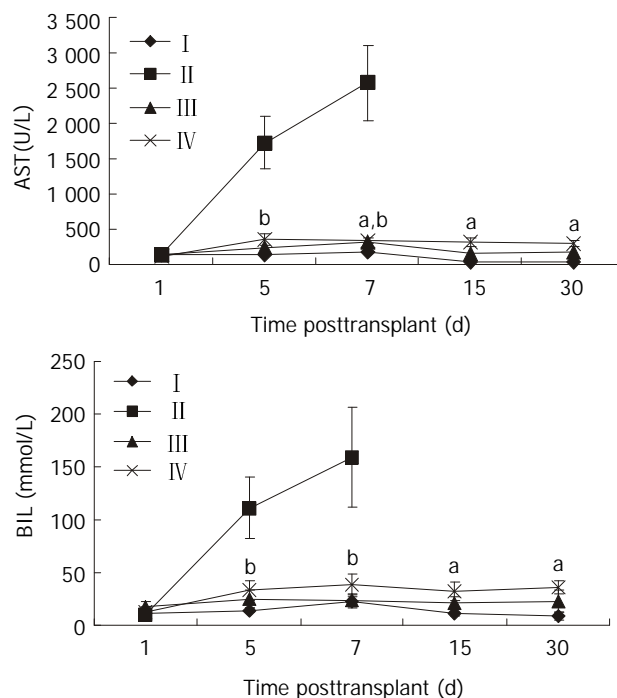 3 500
3 000
2 500
2 000
1 500
1 000
500
0
AST(U/L)
Ⅰ
Ⅱ
Ⅲ
Ⅳ
b
a,b
a
a
1
5
7
15
30
Time posttransplant (d)
250
200
150
100
50
0
BIL (mmol/L)
Ⅰ
Ⅱ
Ⅲ
Ⅳ
b
b
a
a
1
5
7
15
30
Time posttransplant (d)